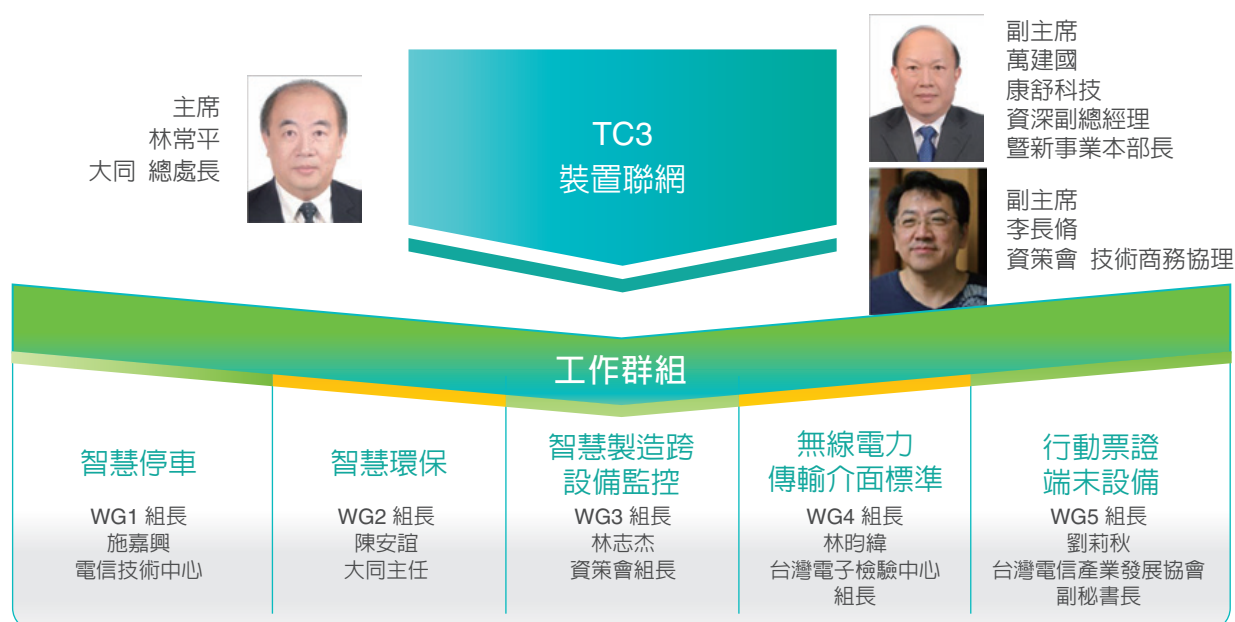 主席
林常平
大同 總處長
TC3
裝置聯網
副主席
萬建國
康舒科技
資深副總經理
暨新事業本部長
副主席
李長脩
資策會 技術商務協理
工作群組
智慧停車
WG1 組長
施嘉興
電信技術中心
智慧環保
WG2 組長
陳安誼
大同主任
智慧製造跨
設備監控
WG3 組長
林志杰
資策會組長
無線電力
傳輸介面標準
WG4 組長
林昀緯
台灣電子檢驗中心
組長
行動票證
端末設備
WG5 組長
劉莉秋
台灣電信產業發展協會
副秘書長